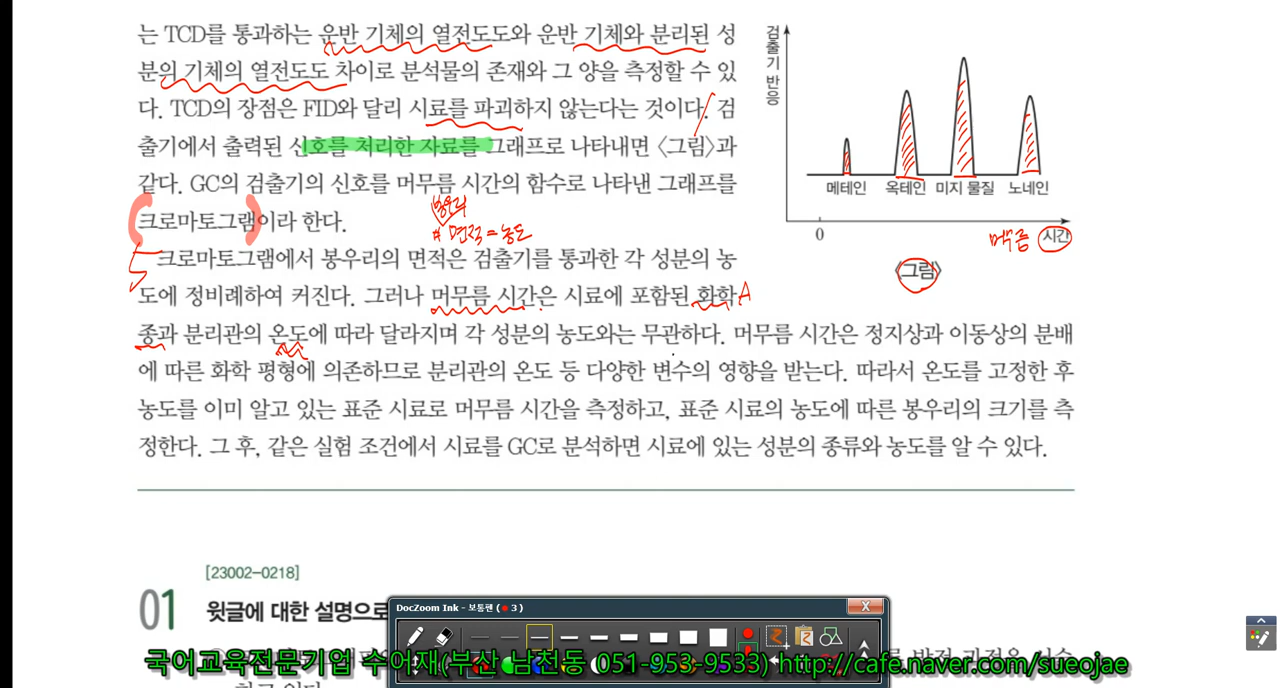 는 TCD를 통과하는 운반 기체의 열전도도와 운반 기체와 분리된 성
분의 기체의 열전도도 차이로 분석물의 존재와 그 양을 측정할 수 있
다. TCD의 장점은 FID와 달리 시료를 파괴하지 않는다는 것이다. 검
출기에서 출력된 신호를 처리한 자료를 그래프로 나타내면 〈그림〉과
같다. GC의 검출기의 신호를 머무름 시간의 함수로 나타낸 그래프를
크로마토그램이라 한다.
봉우리
# 면적 = 농도
검출기 반응
메테인 옥테인 미지 물질 노네인
0
머무름 시간
〈그림〉
5
크로마토그램에서 봉우리의 면적은 검출기를 통과한 각 성분의 농
도에 정비례하여 커진다. 그러나 머무름 시간은 시료에 포함된 화학 A
종과 분리관의 온도에 따라 달라지며 각 성분의 농도와는 무관하다. 머무름 시간은 정지상과 이동상의 분배
에 따른 화학 평형에 의존하므로 분리관의 온도 등 다양한 변수의 영향을 받는다. 따라서 온도를 고정한 후
농도를 이미 알고 있는 표준 시료로 머무름 시간을 측정하고, 표준 시료의 농도에 따른 봉우리의 크기를 측
정한다. 그 후, 같은 실험 조건에서 시료를 GC로 분석하면 시료에 있는 성분의 종류와 농도를 알 수 있다.
[23002-0218]
01 윗글에 대한 설명으로
DocZoom Ink - 보통펜 ( 3 )
국어교육전문기업 수어재(부산 남천동 051-953-9533) http://cafe.naver.com/sueojae